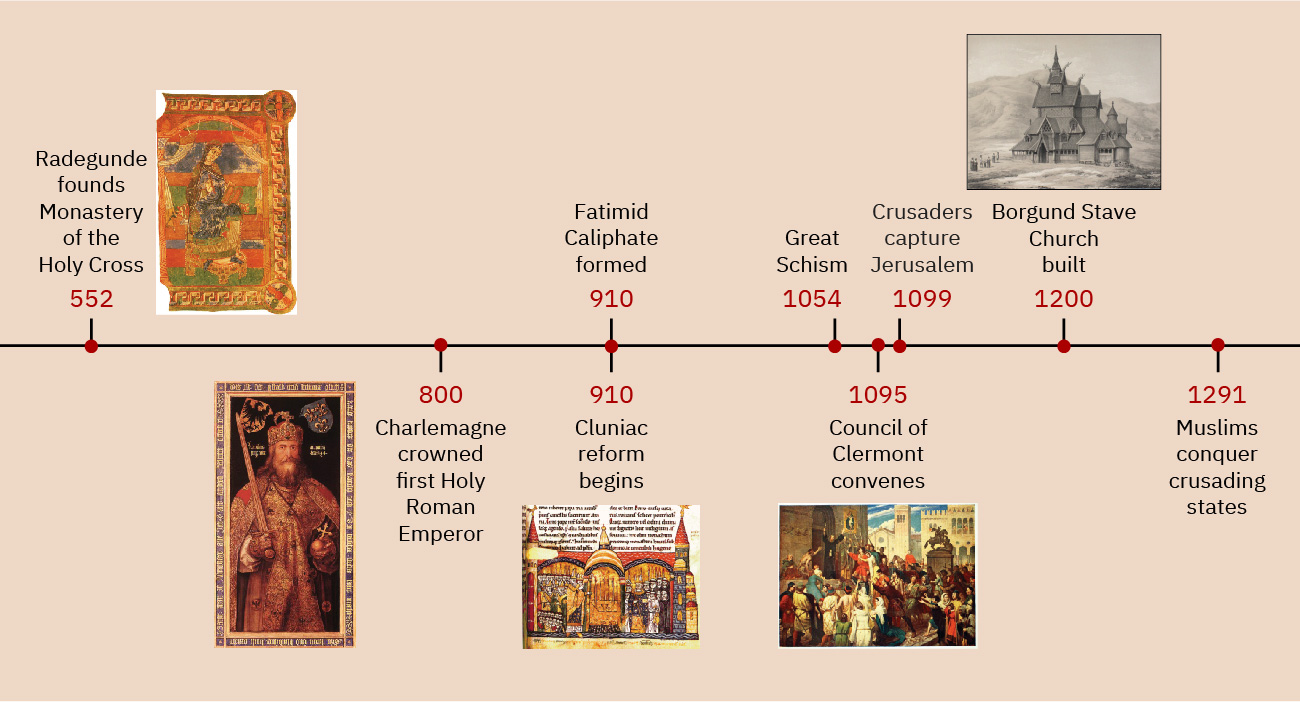 Radegunde
founds
Monastery
of the
Holy Cross
552
800
Charlemagne
crowned
first Holy
Roman
Emperor
Fatimid
Caliphate
formed
910
910
Cluniac
reform
begins
Great
Schism
1054
1095
Council of
Clermont
convenes
Crusaders
capture
Jerusalem
1099
Borgund Stave
Church
built
1200
1291
Muslims
conquer
crusading
states